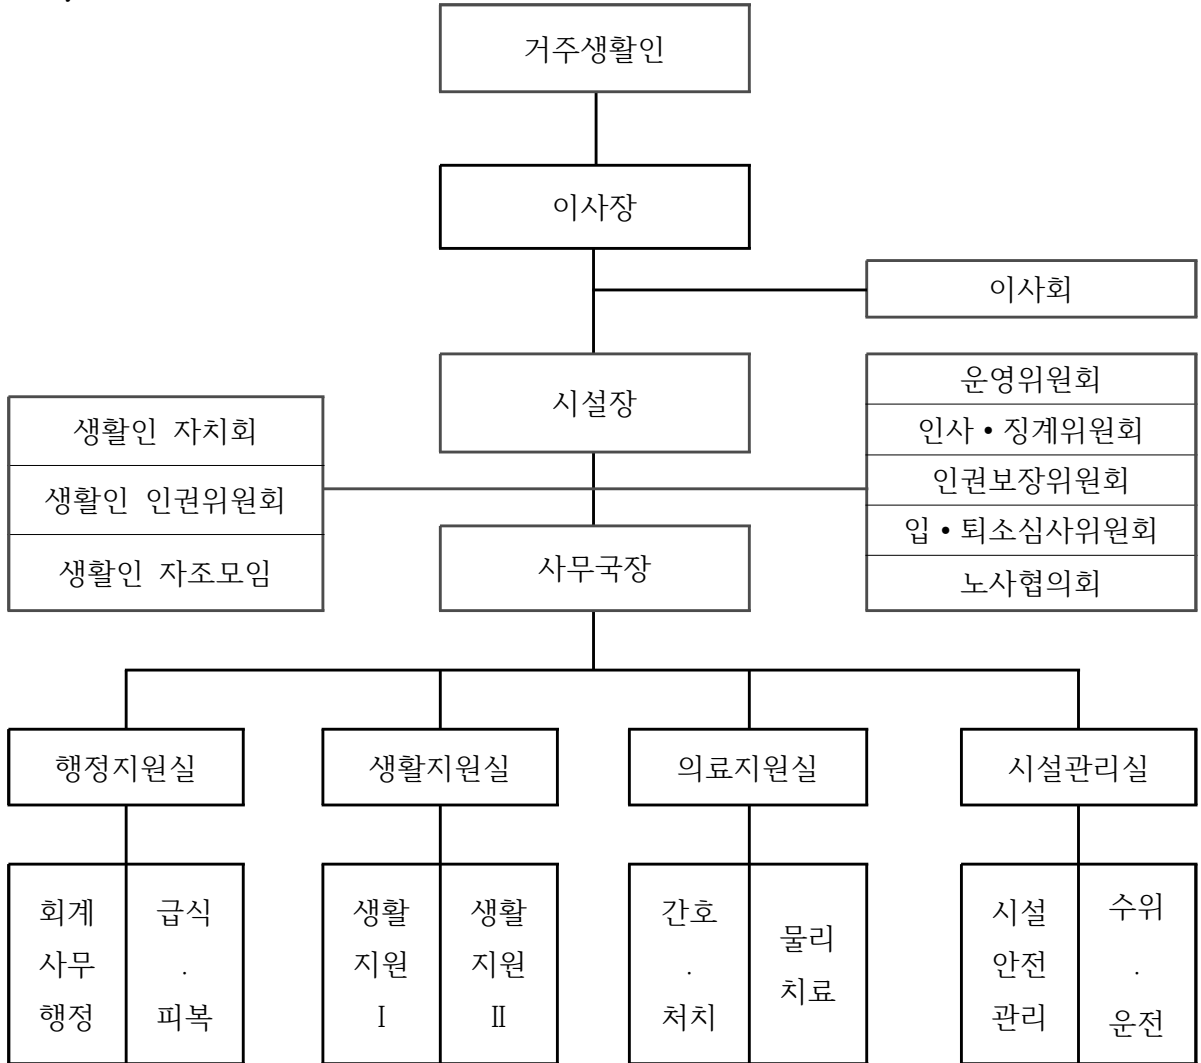 거주생활인
이사장
이사회
시설장
생활인 자치회
생활인 인권위원회
생활인 자조모임
운영위원회
인사•징계위원회
인권보장위원회
입•퇴소심사위원회
노사협의회
사무국장
행정지원실
생활지원실
의료지원실
시설관리실
회계
사무
행정
급식
.
피복
생활
지원
Ⅰ
생활
지원
Ⅱ
간호
.
처치
물리
치료
시설
안전
관리
수위
.
운전